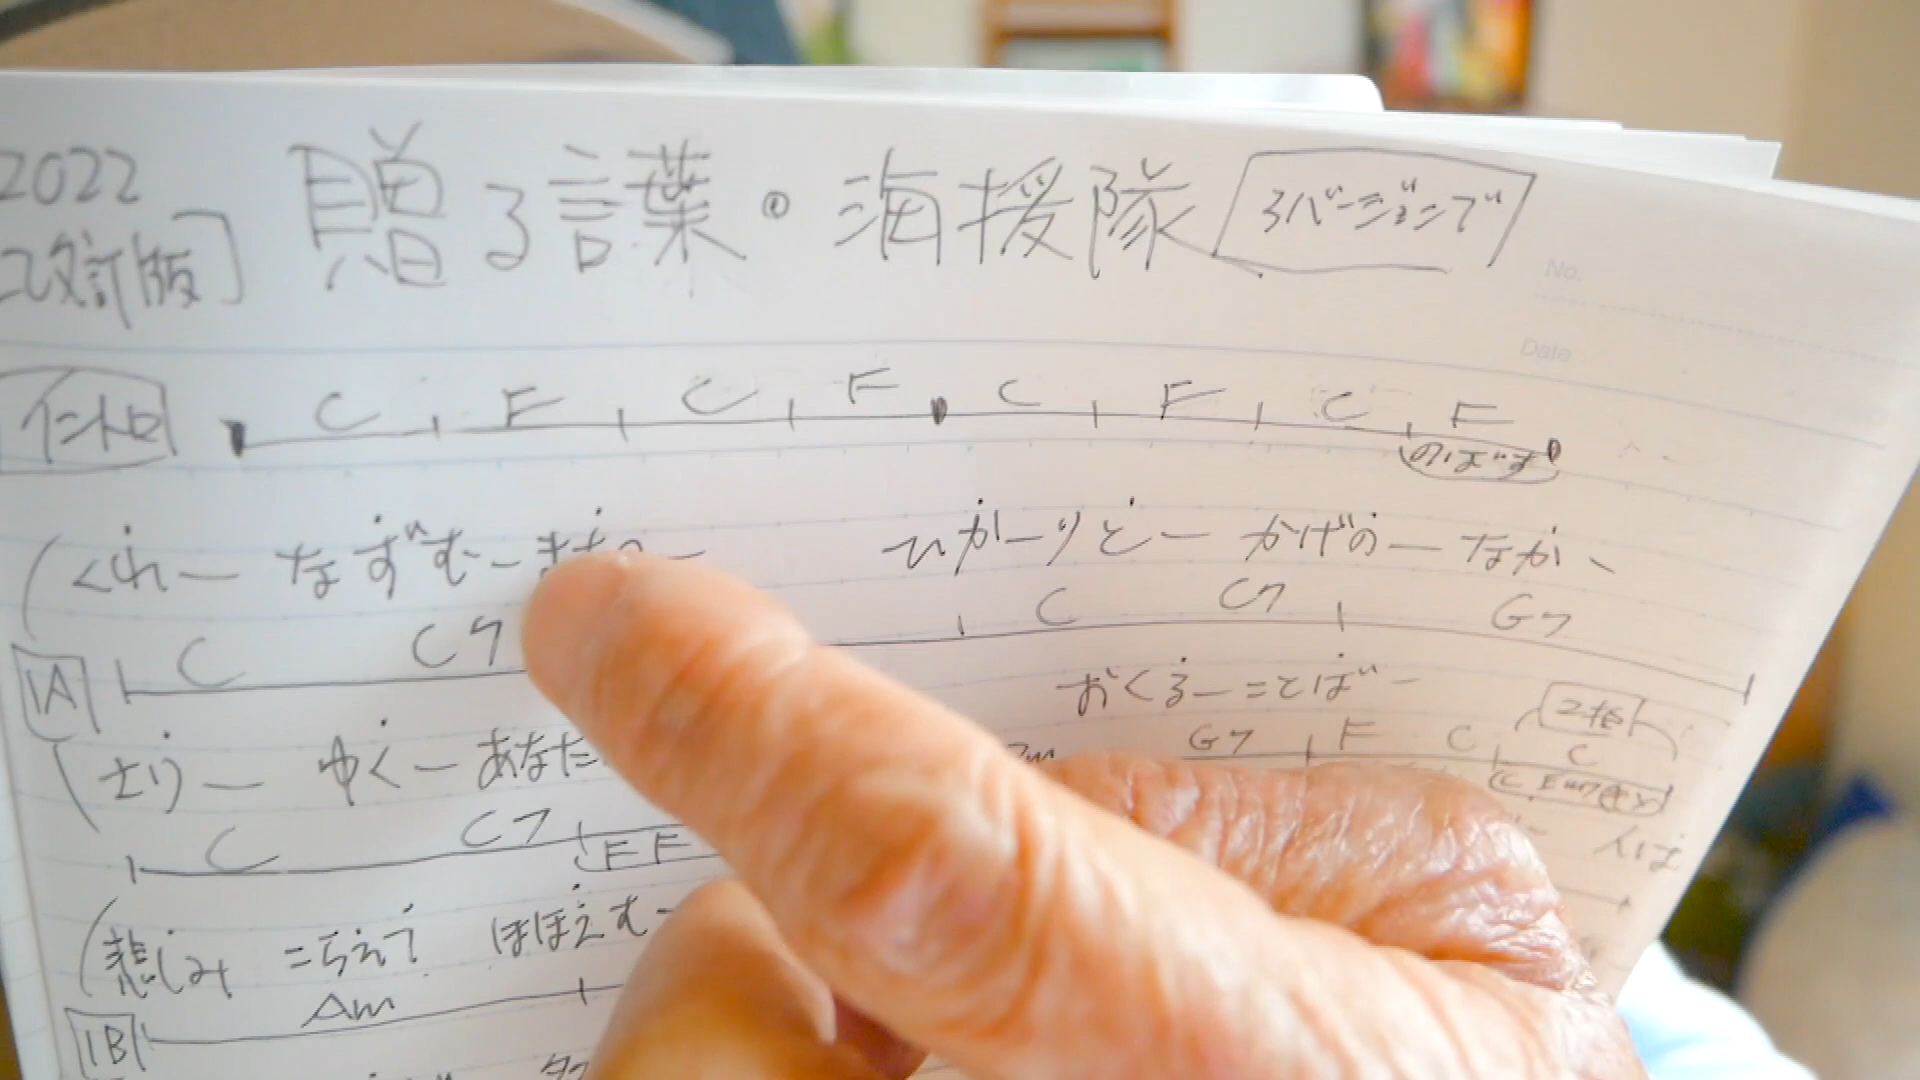 2022
改訂版]
贈る言葉・海援隊
3バージョンで
No.
Date
イントロ
C F C F C F C F
のばす
くれーなずむーまちのー ひかーりとーかげのーなか、
1A C C7 C C7 G7
おくるーことばー
さりーゆくーあなた
G7 F C C
2拍
C C7
F F
人は
悲しみ こらえて ほほえむー
1B Am